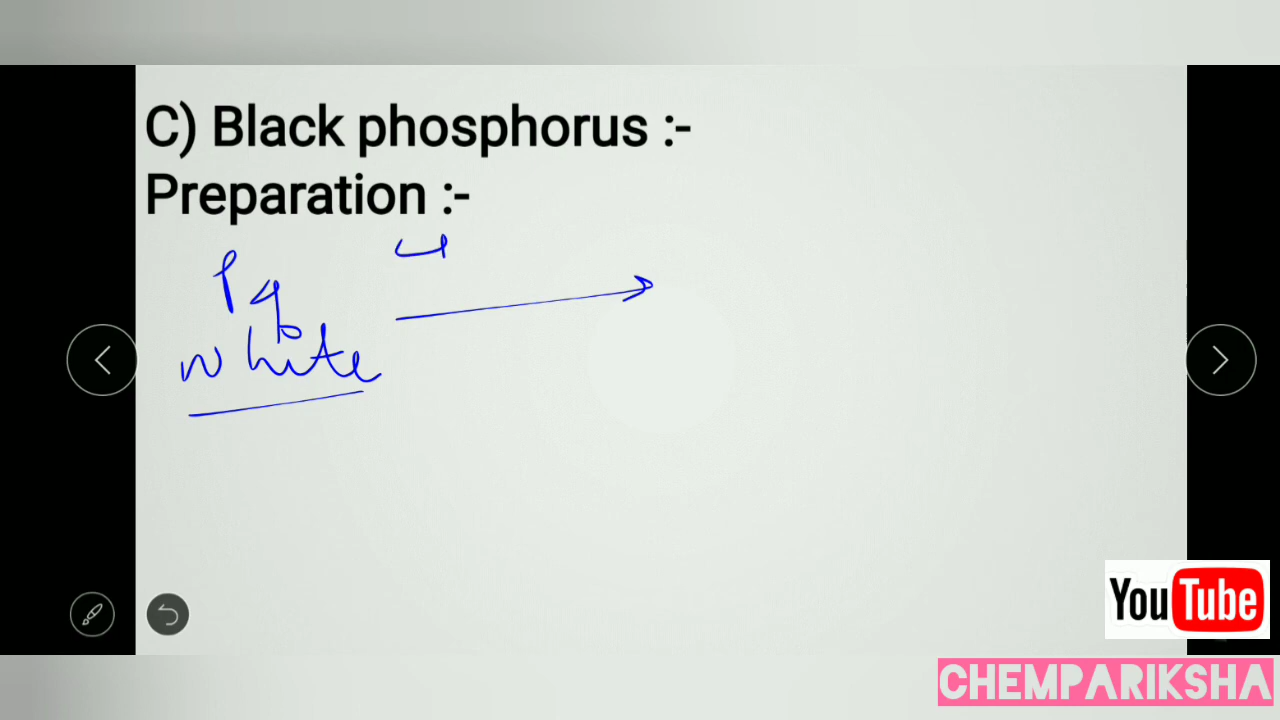 C) Black phosphorus :-
Preparation :-
P4
white
YouTube
CHEMPARIKSHA